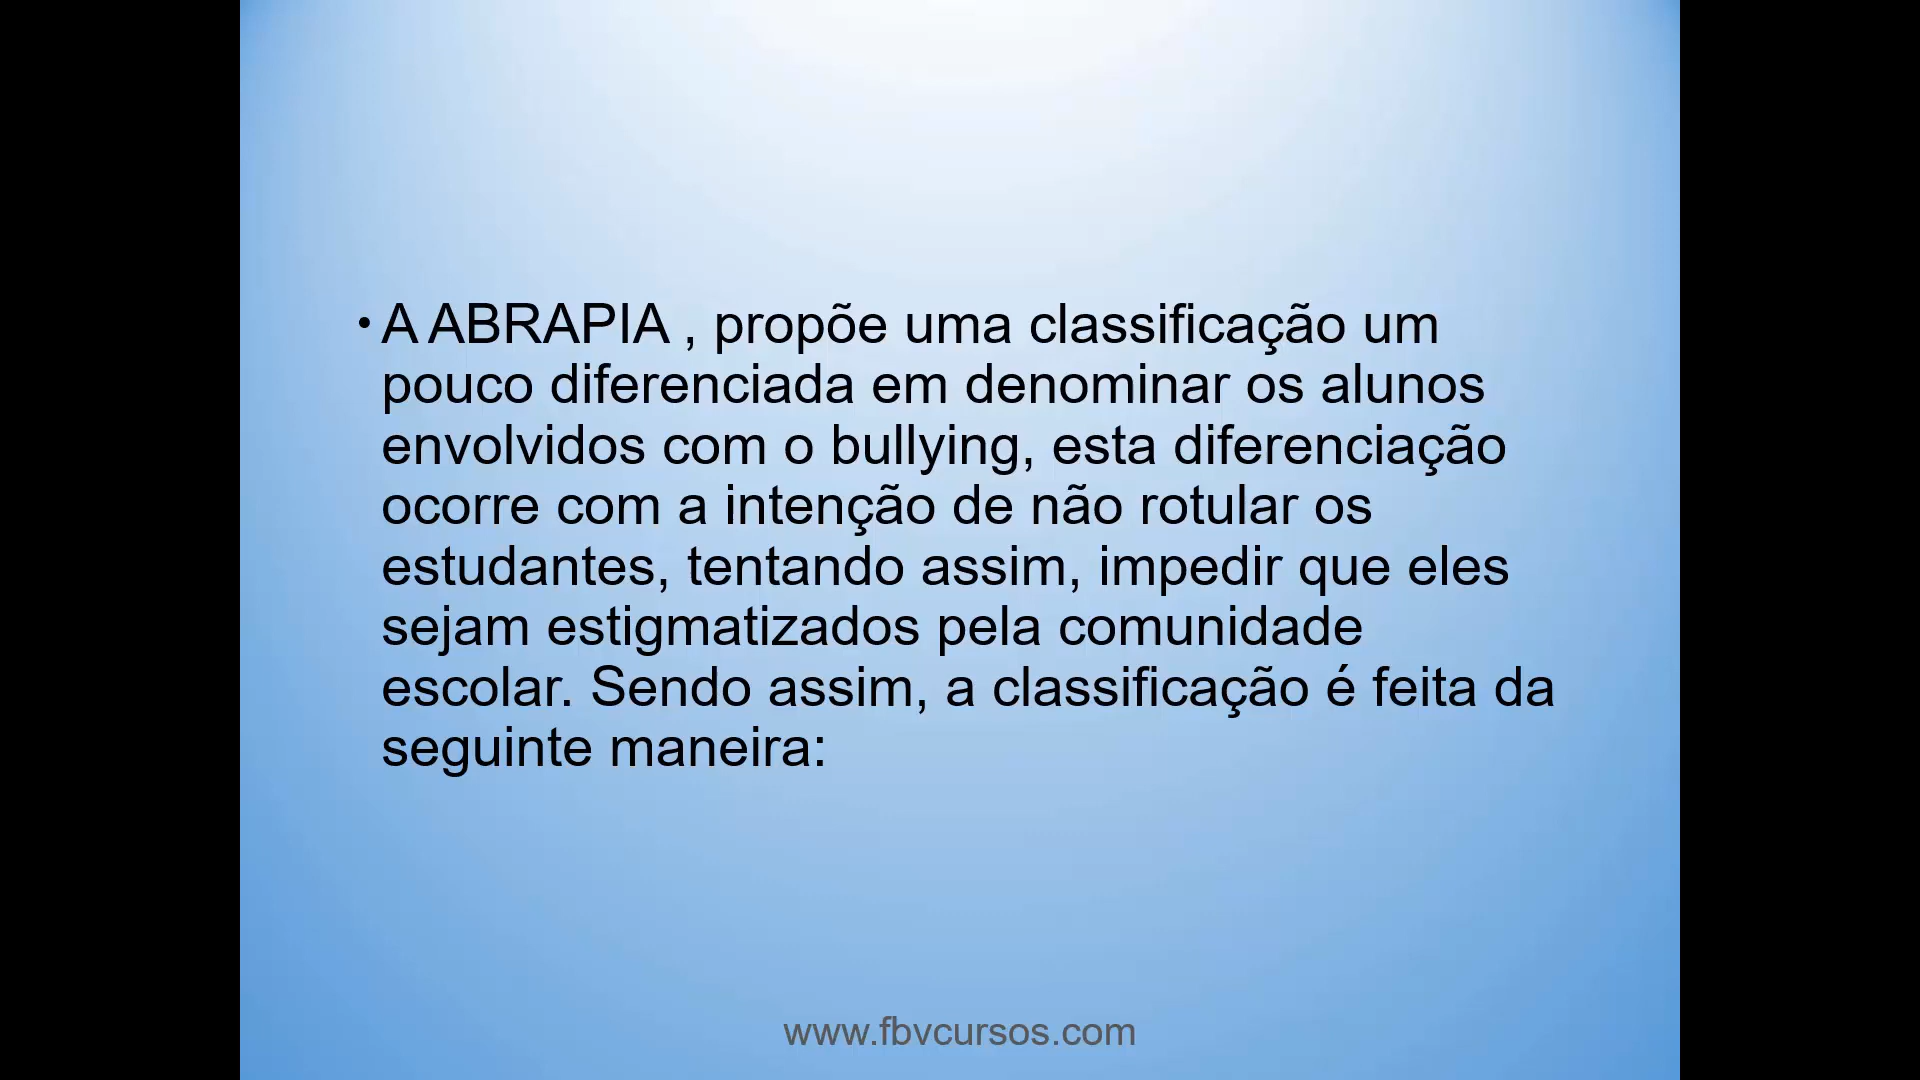 • A ABRAPIA , propõe uma classificação um
pouco diferenciada em denominar os alunos
envolvidos com o bullying, esta diferenciação
ocorre com a intenção de não rotular os
estudantes, tentando assim, impedir que eles
sejam estigmatizados pela comunidade
escolar. Sendo assim, a classificação é feita da
seguinte maneira:
www.fbvcursos.com